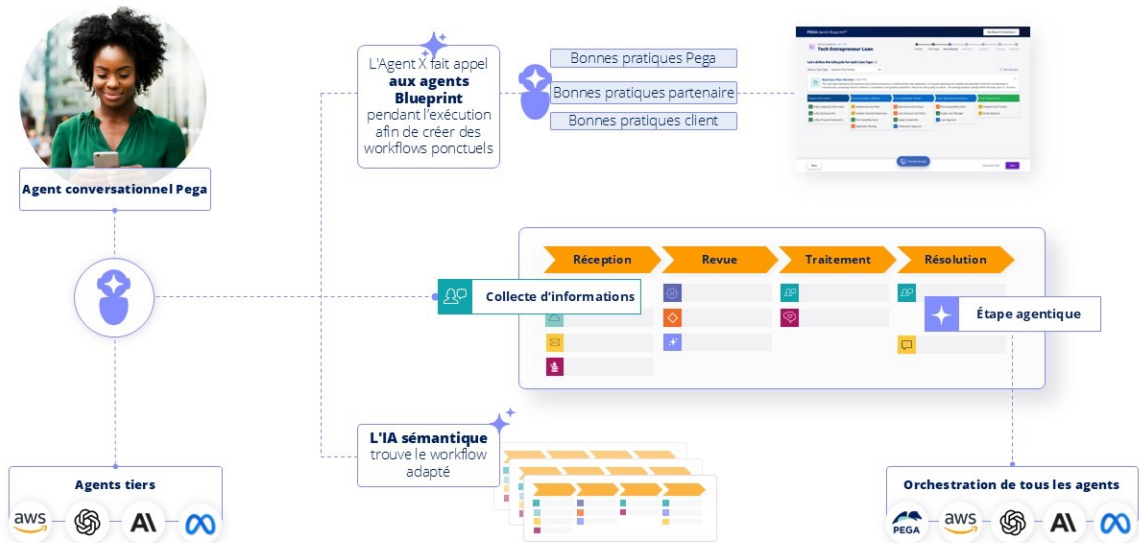 L'Agent X fait appel
aux agents
Blueprint
pendant l'exécution
afin de créer des
workflows ponctuels
Bonnes pratiques Pega
Bonnes pratiques partenaire
Bonnes pratiques client
Tech Entrepreneur Loan
Agent conversationnel Pega
Réception
Revue
Traitement
Résolution
Collecte d'informations
Étape agentique
L'IA sémantique
trouve le workflow
adapté
Agents tiers
aws
Orchestration de tous les agents
PEGA
aws